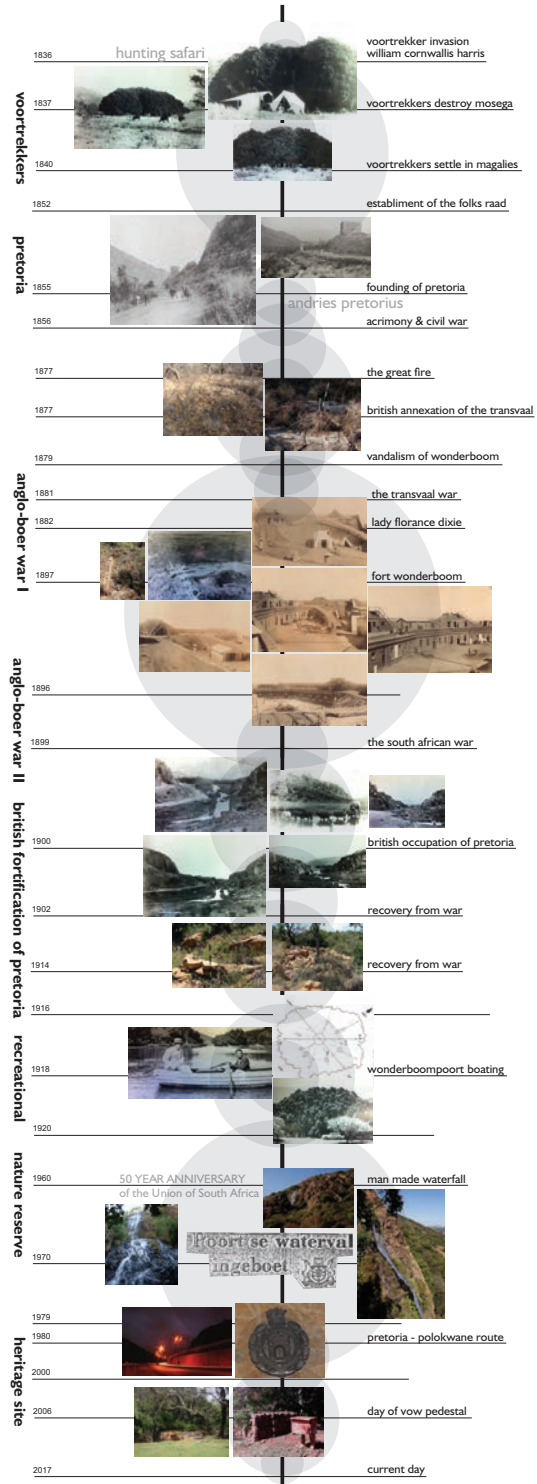 hunting safari
voortrekker invasion
1836 william cornwallis harris
1837 voortrekkers destroy mosega
voortrekkers
1840 voortrekkers settle in magalies
1852 establiment of the folks raad
pretoria
1855 founding of pretoria
andries pretorius
1856 acrimony & civil war
1877 the great fire
1877 british annexation of the transvaal
1879 vandalism of wonderboom
anglo-boer war I
1881 the transvaal war
1882 lady florance dixie
1897 fort wonderboom
anglo-boer war II
1896
1899 the south african war
british fortification of pretoria
1900 british occupation of pretoria
1902 recovery from war
1914 recovery from war
1916
recreational
1918 wonderboompoort boating
1920
nature reserve
1960 man made waterfall
50 YEAR ANNIVERSARY
of the Union of South Africa
Poort se waterval
1970 ingeboet
1979
heritage site
1980 pretoria - polokwane route
2000
2006 day of vow pedestal
2017 current day